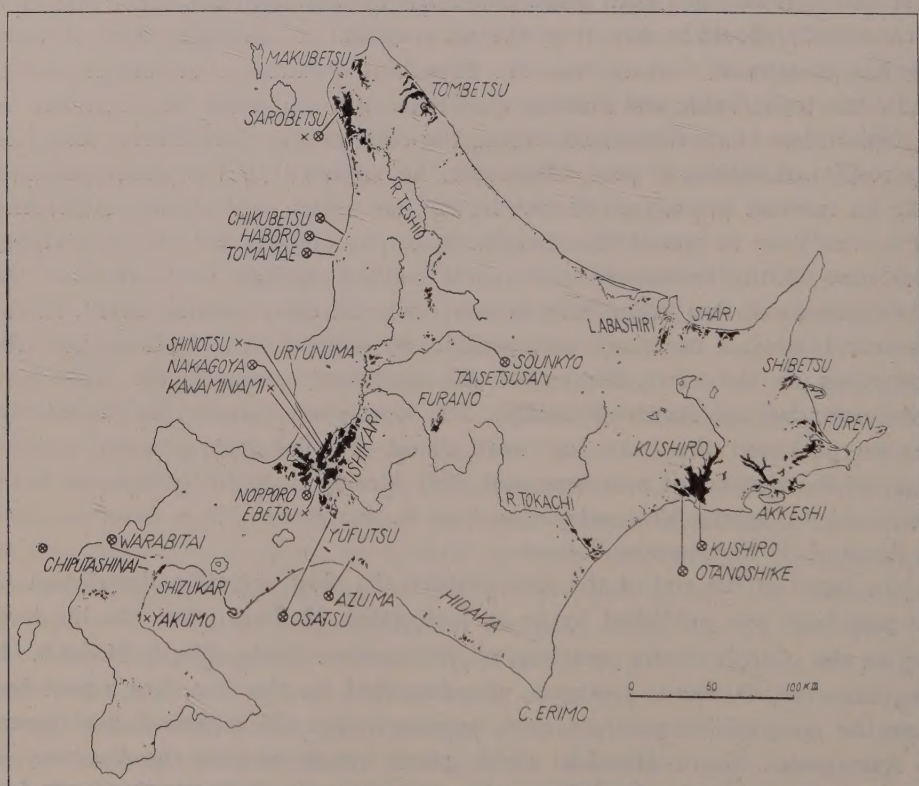 MAKUBETSU
TOMBETSU
SAROBETSU
R. TESHIO
CHIKUBETSU
HABORO
TOMAMAE
LABASHIRI
SHARI
SHINOTSU
NAKAGOYA
KAWAMINAMI
URYUNUMA
SŌUNKYO
TAISETSUSAN
FURANO
SHIBETSU
FŪREN
ISHIKARI
KUSHIRO
NOPPORO
EBETSU
R. TOKACHI
AKKESHI
YŪFUTSU
WARABITAI
CHIPUTASHINAI
KUSHIRO
OTANOSHIKE
SHIZUKARI
AZUMA
HIDAKA
YAKUMO
OSATSU
C. ERIMO
0 50 100 KM